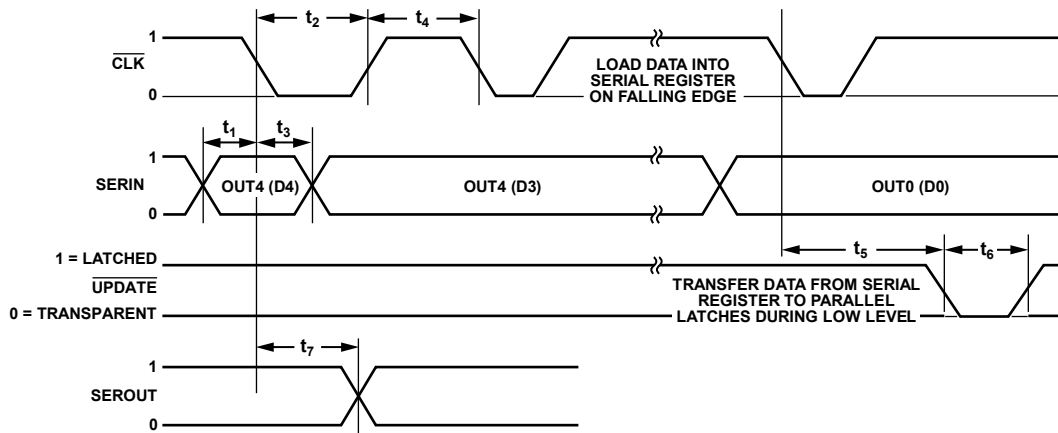 t2
t4
1
CLK
0
LOAD DATA INTO
SERIAL REGISTER
ON FALLING EDGE
t1
t3
1
SERIN
0
OUT4 (D4)
OUT4 (D3)
OUT0 (D0)
t5
t6
1 = LATCHED
UPDATE
0 = TRANSPARENT
TRANSFER DATA FROM SERIAL
REGISTER TO PARALLEL
LATCHES DURING LOW LEVEL
t7
1
SEROUT
0